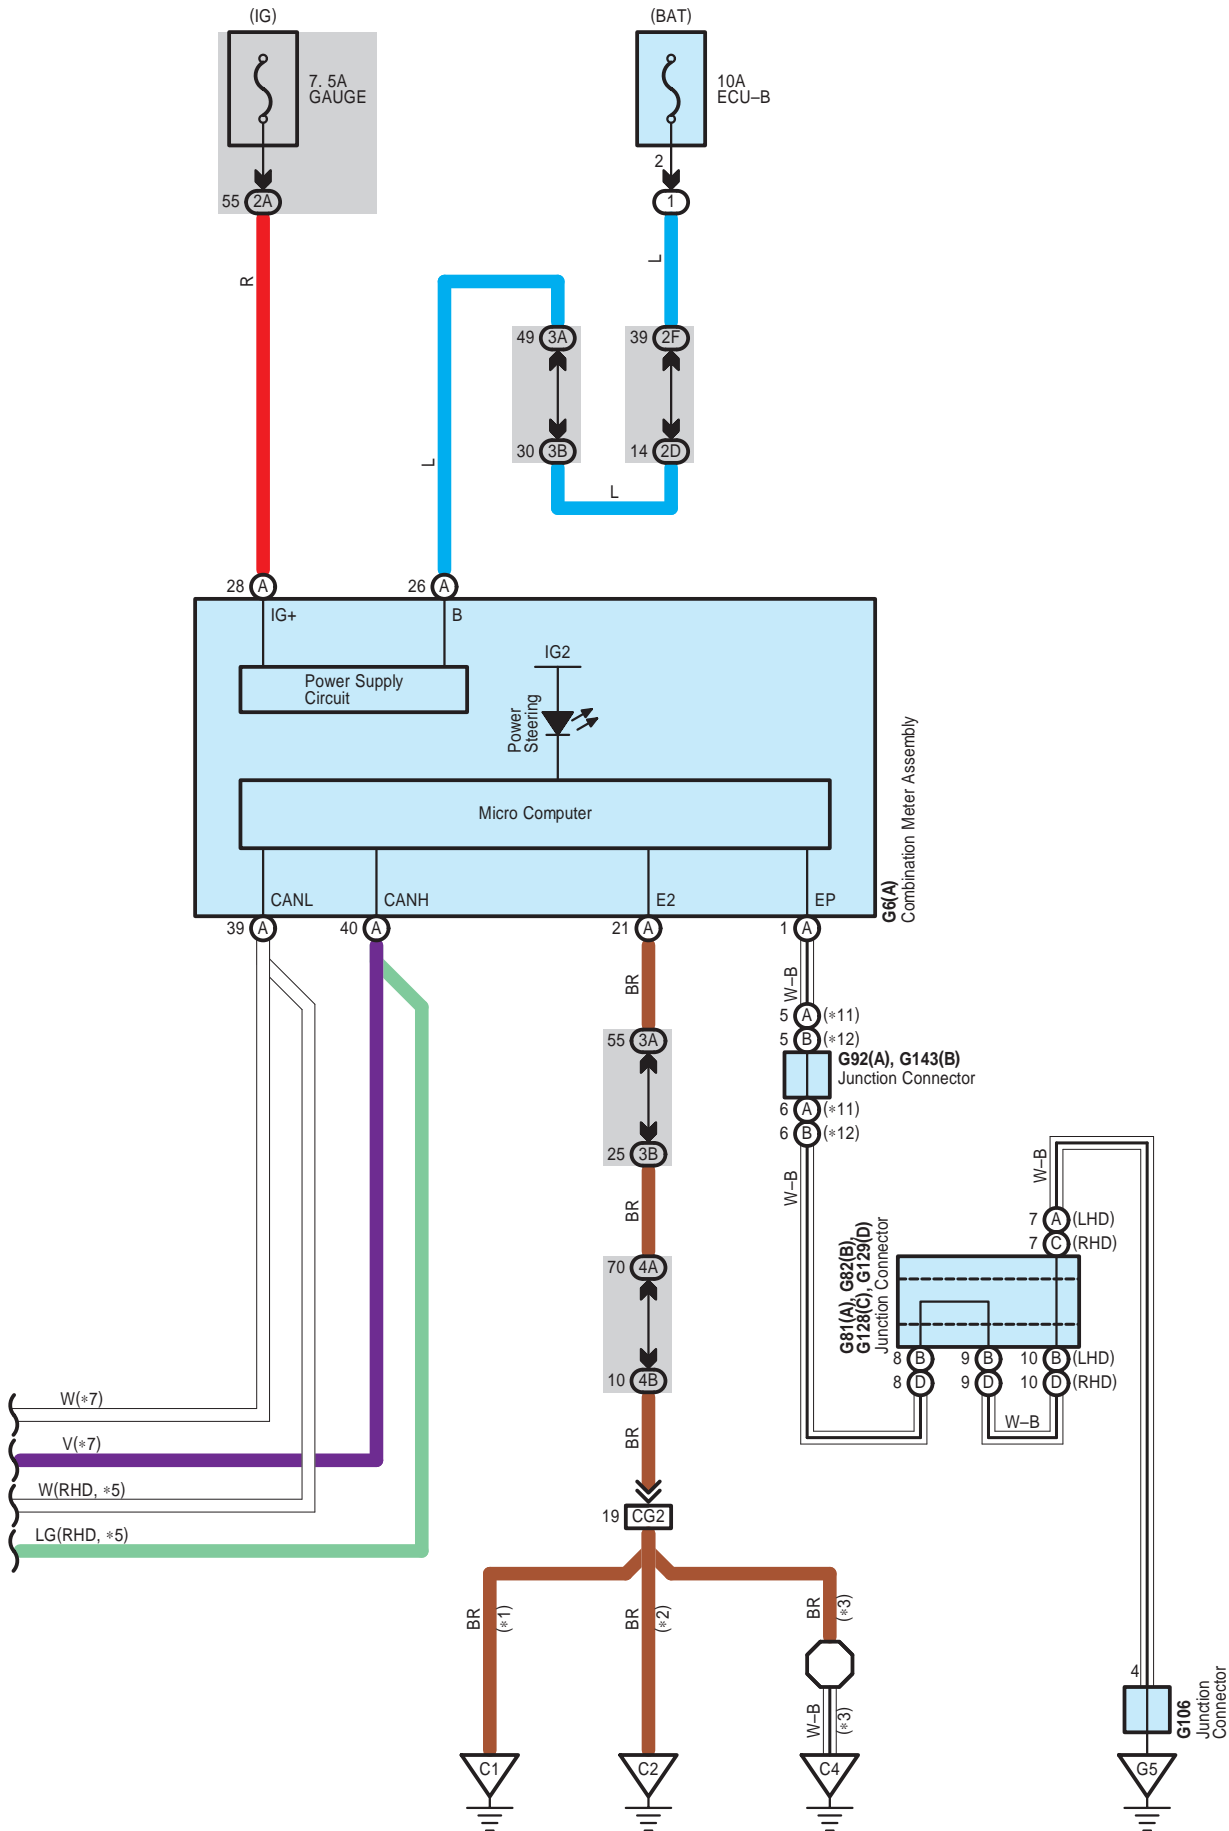 (IG)
(BAT)
7. 5A
GAUGE
10A
ECU–B
2
55 2A
1
R
L
49 3A
39 2F
30 3B
14 2D
L
L
28 A
26 A
IG+
B
Power Supply
Circuit
IG2
Power
Steering
Micro Computer
CANL
CANH
E2
EP
G6(A)
Combination Meter Assembly
39 A
40 A
21 A
1 A
BR
W–B
5 A (*11)
5 B (*12)
G92(A), G143(B)
Junction Connector
6 A (*11)
6 B (*12)
55 3A
25 3B
BR
W–B
W–B
7 A (LHD)
7 C (RHD)
G81(A), G82(B),
G128(C), G129(D)
Junction Connector
70 4A
10 4B
8 B
9 B
10 B (LHD)
8 D
9 D
10 D (RHD)
W–B
W(*7)
V(*7)
W(RHD, *5)
LG(RHD, *5)
BR
19 CG2
BR
(*1)
BR
(*2)
BR
(*3)
W–B
(*3)
4
G106
Junction
Connector
C1
C2
C4
G5